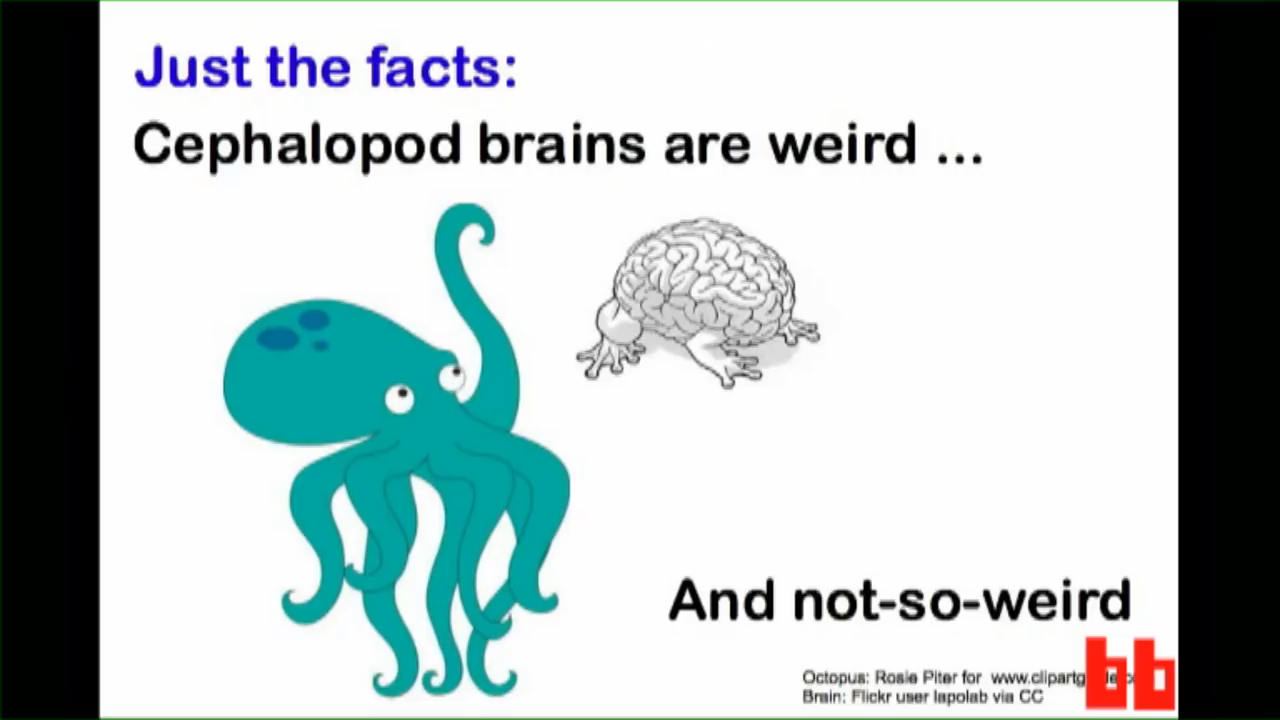 Just the facts:
Cephalopod brains are weird ...
And not-so-weird
Octopus: Rosie Piter for
Brain: Flickr user lapolab via CC
bb